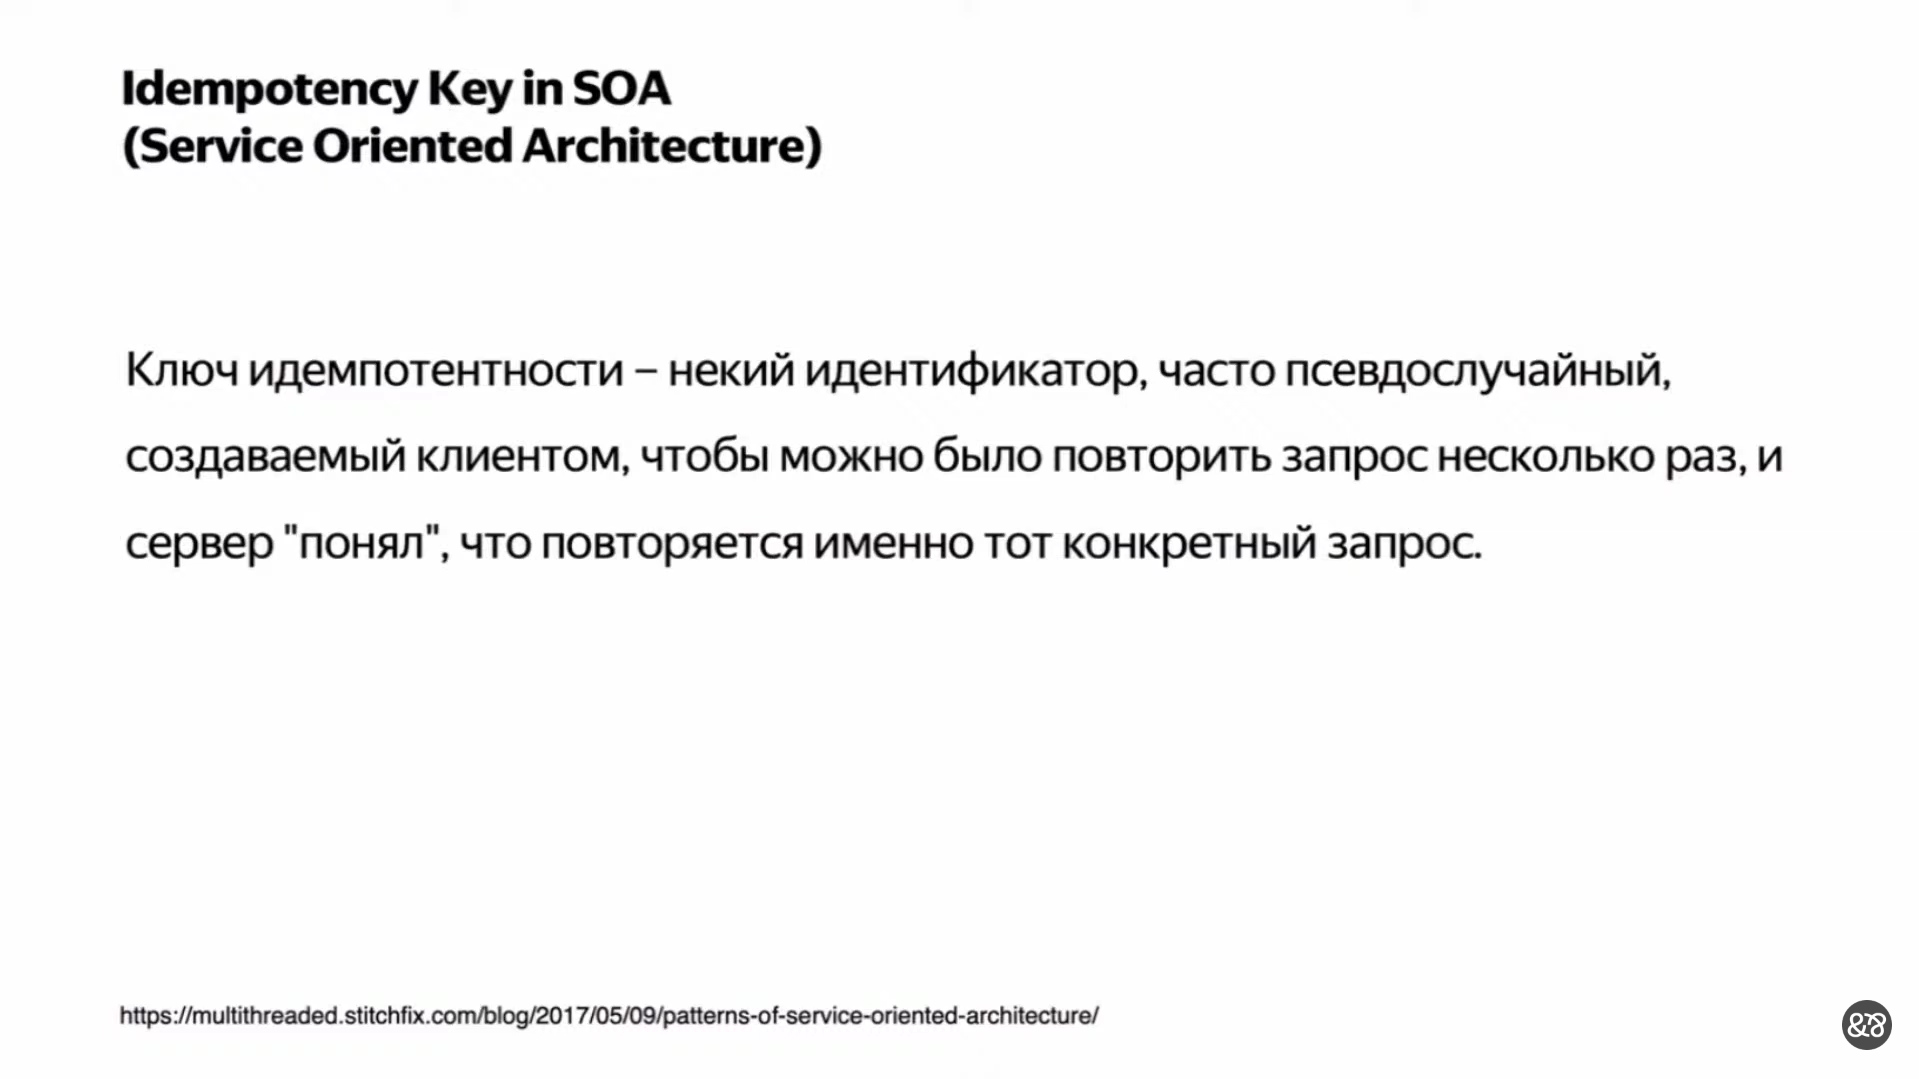 Idempotency Key in SOA
(Service Oriented Architecture)
Ключ идемпотентности – некий идентификатор, часто псевдослучайный,
создаваемый клиентом, чтобы можно было повторить запрос несколько раз, и
сервер "понял", что повторяется именно тот конкретный запрос.
https://multithreaded.stitchfix.com/blog/2017/05/09/patterns-of-service-oriented-architecture/